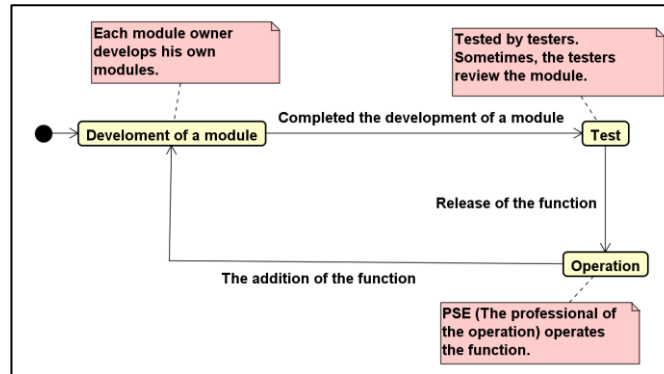 Each module owner
develops his own
modules.
Tested by testers.
Sometimes, the testers
review the module.
Develoment of a module
Completed the development of a module
Test
Release of the function
Operation
The addition of the function
PSE (The professional of
the operation) operates
the function.